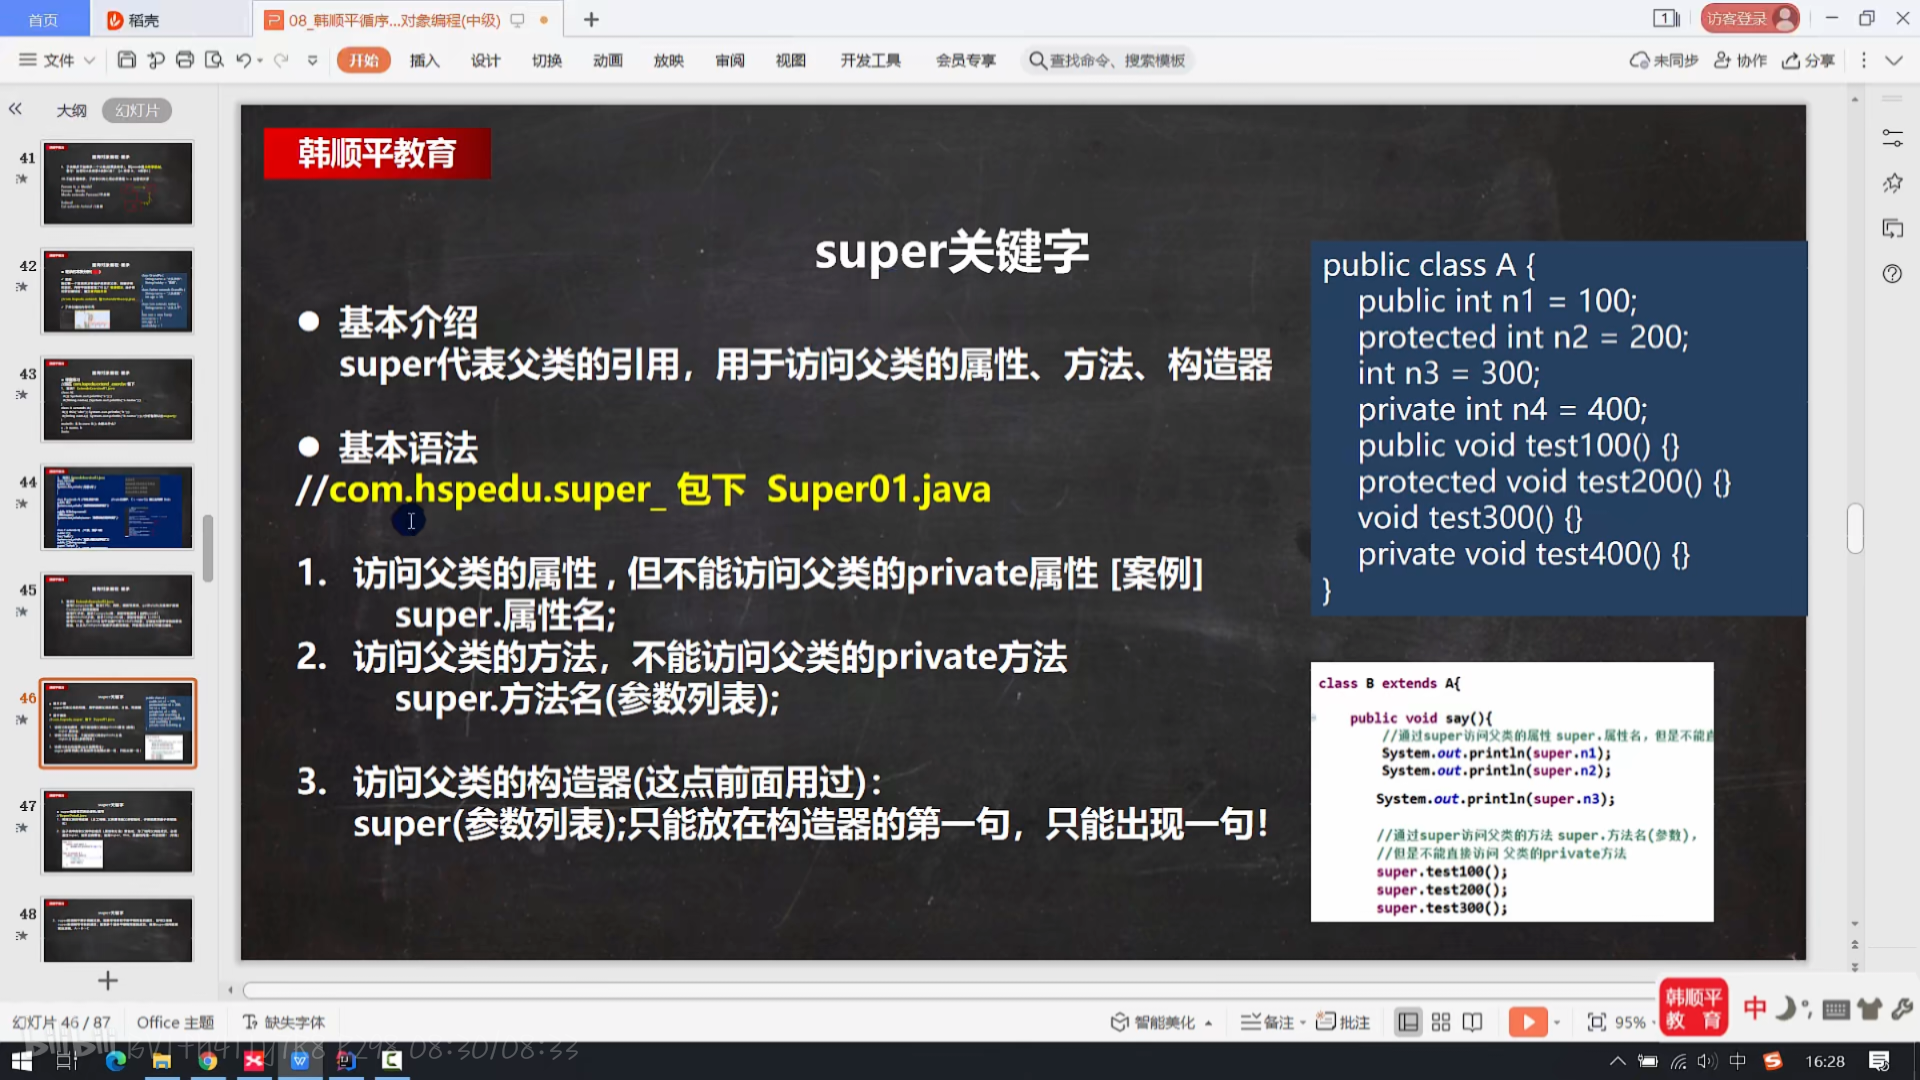 首页
稻壳
08_韩顺平循序...对象编程(中级)
访客登录
文件
开始
插入
设计
切换
动画
放映
审阅
视图
开发工具
会员专享
查找命令、搜索模板
未同步
协作
分享
大纲
幻灯片
41
42
43
44
45
46
47
48
韩顺平教育
super关键字
基本介绍
super代表父类的引用，用于访问父类的属性、方法、构造器
基本语法
//com.hspedu.super_ 包下 Super01.java
1. 访问父类的属性 , 但不能访问父类的private属性 [案例]
super.属性名;
2. 访问父类的方法，不能访问父类的private方法
super.方法名(参数列表);
3. 访问父类的构造器(这点前面用过)：
super(参数列表);只能放在构造器的第一句，只能出现一句！
public class A {
public int n1 = 100;
protected int n2 = 200;
int n3 = 300;
private int n4 = 400;
public void test100() {}
protected void test200() {}
void test300() {}
private void test400() {}
}
class B extends A{
public void say(){
//通过super访问父类的属性 super.属性名，但是不能直
System.out.println(super.n1);
System.out.println(super.n2);
System.out.println(super.n3);
//通过super访问父类的方法 super.方法名(参数)，
//但是不能直接访问 父类的private方法
super.test100();
super.test200();
super.test300();
幻灯片 46 / 87
Office 主题
缺失字体
智能美化
备注
批注
95%
韩顺平
教 育
中
中
16:28